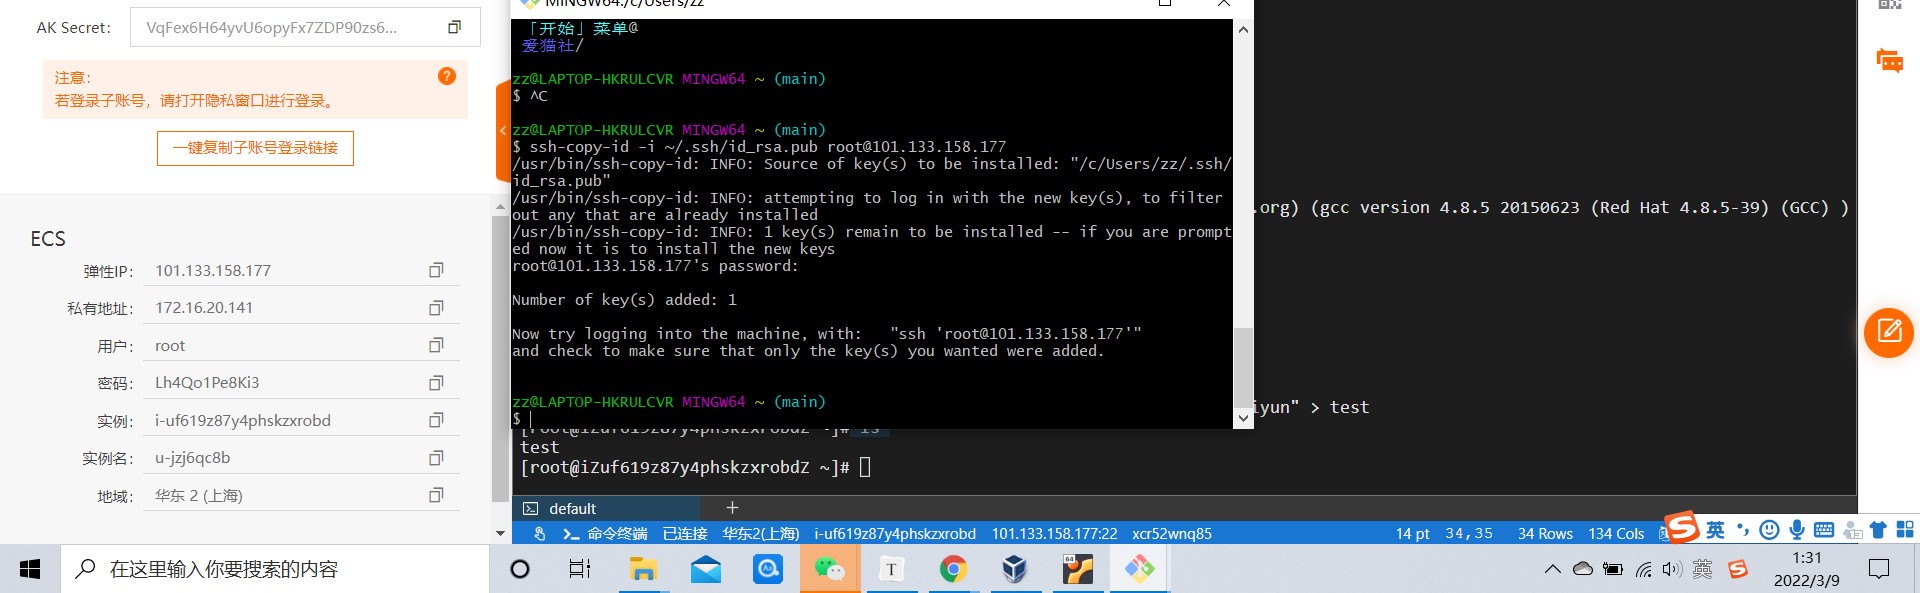 AK Secret:
VqFex6H64yvU6opyFx7ZDP90zs6...
注意：
若登录子账号，请打开隐私窗口进行登录。
一键复制子账号登录链接
ECS
弹性IP：
101.133.158.177
私有地址：
172.16.20.141
用户：
root
密码：
Lh4Qo1Pe8Ki3
实例：
i-uf619z87y4phskzxrobd
实例名：
u-jzj6qc8b
地域：
华东 2 (上海)
MINGW64:/c/Users/zz
「开始」菜单@
爱猫社/
zz@LAPTOP-HKRULCVR MINGW64 ~ (main)
$ ^C
zz@LAPTOP-HKRULCVR MINGW64 ~ (main)
$ ssh-copy-id -i ~/.ssh/id_rsa.pub root@101.133.158.177
/usr/bin/ssh-copy-id: INFO: Source of key(s) to be installed: "/c/Users/zz/.ssh/
id_rsa.pub"
/usr/bin/ssh-copy-id: INFO: attempting to log in with the new key(s), to filter
out any that are already installed
/usr/bin/ssh-copy-id: INFO: 1 key(s) remain to be installed -- if you are prompt
ed now it is to install the new keys
root@101.133.158.177's password:
Number of key(s) added: 1
Now try logging into the machine, with:   "ssh 'root@101.133.158.177'"
and check to make sure that only the key(s) you wanted were added.
zz@LAPTOP-HKRULCVR MINGW64 ~ (main)
$
.org) (gcc version 4.8.5 20150623 (Red Hat 4.8.5-39) (GCC) )
iyun" > test
[root@iZuf619z87y4phskzxrobdZ ~]# ls
test
[root@iZuf619z87y4phskzxrobdZ ~]#
default
命令终端 已连接 华东2(上海) i-uf619z87y4phskzxrobd 101.133.158.177:22 xcr52wnq85
14 pt 34,35 34 Rows 134 Cols
英
在这里输入你要搜索的内容
T
64
英
1:31
2022/3/9